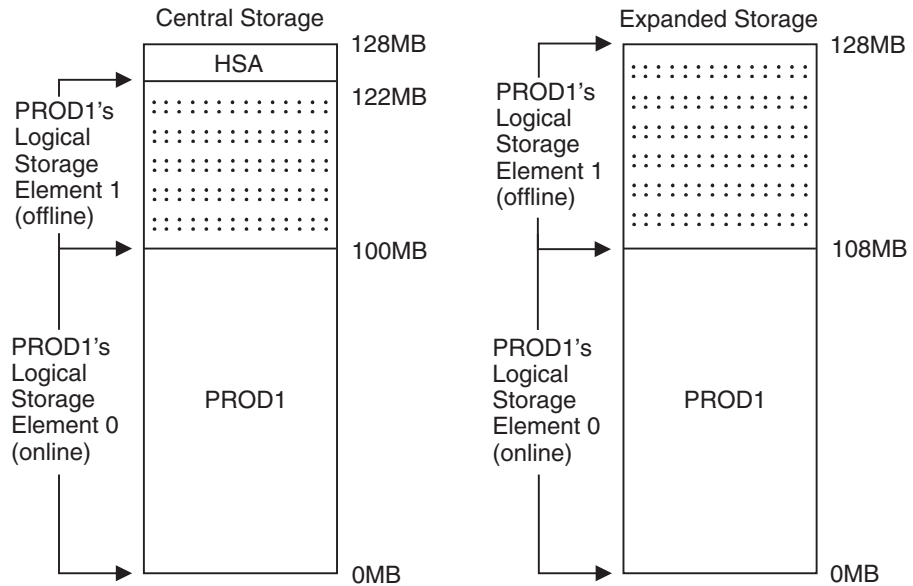 Central Storage
128MB
HSA
122MB
PROD1's
Logical
Storage
Element 1
(offline)
100MB
PROD1's
Logical
Storage
Element 0
(online)
PROD1
0MB
Expanded Storage
128MB
PROD1's
Logical
Storage
Element 1
(offline)
108MB
PROD1's
Logical
Storage
Element 0
(online)
PROD1
0MB